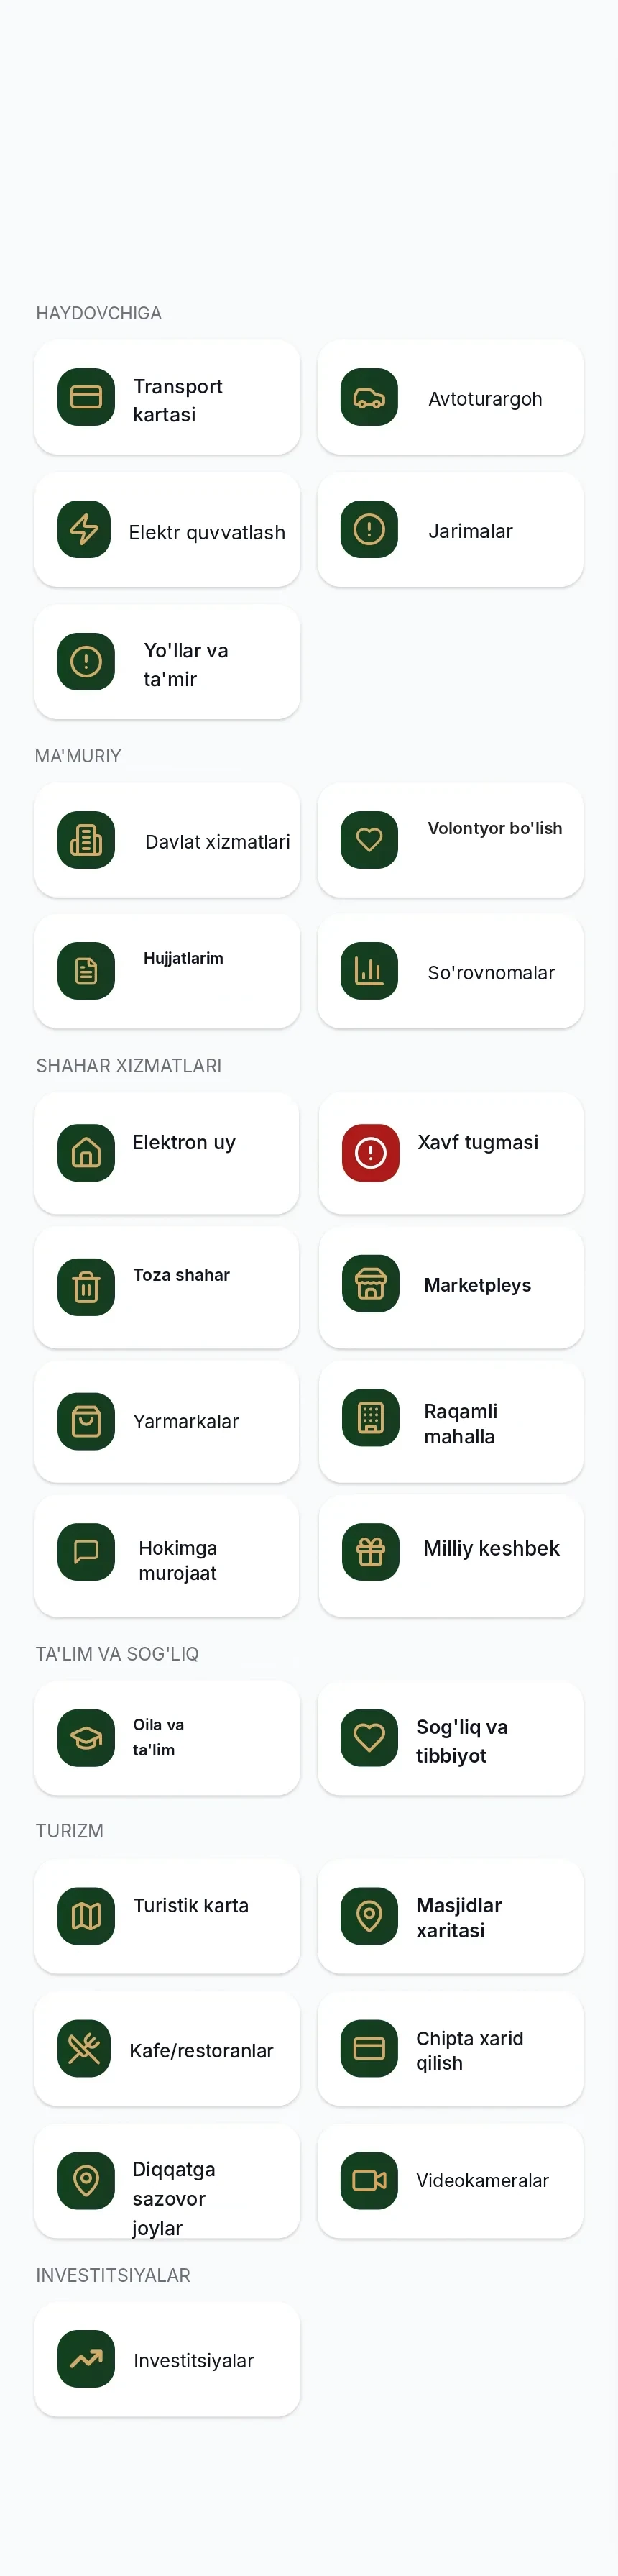 HAYDOVCHIGA
Transport
kartasi
Avtoturargoh
Elektr quvvatlash
Jarimalar
Yo'llar va
ta'mir
MA'MURIY
Davlat xizmatlari
Volontyor bo'lish
Hujjatlarim
So'rovnomalar
SHAHAR XIZMATLARI
Elektron uy
Xavf tugmasi
Toza shahar
Marketpleys
Yarmarkalar
Raqamli
mahalla
Hokimga
murojaat
Milliy keshbek
TA'LIM VA SOG'LIQ
Oila va
ta'lim
Sog'liq va
tibbiyot
TURIZM
Turistik karta
Masjidlar
xaritasi
Kafe/restoranlar
Chipta xarid
qilish
Diqqatga
sazovor
joylar
Videokameralar
INVESTITSIYALAR
Investitsiyalar